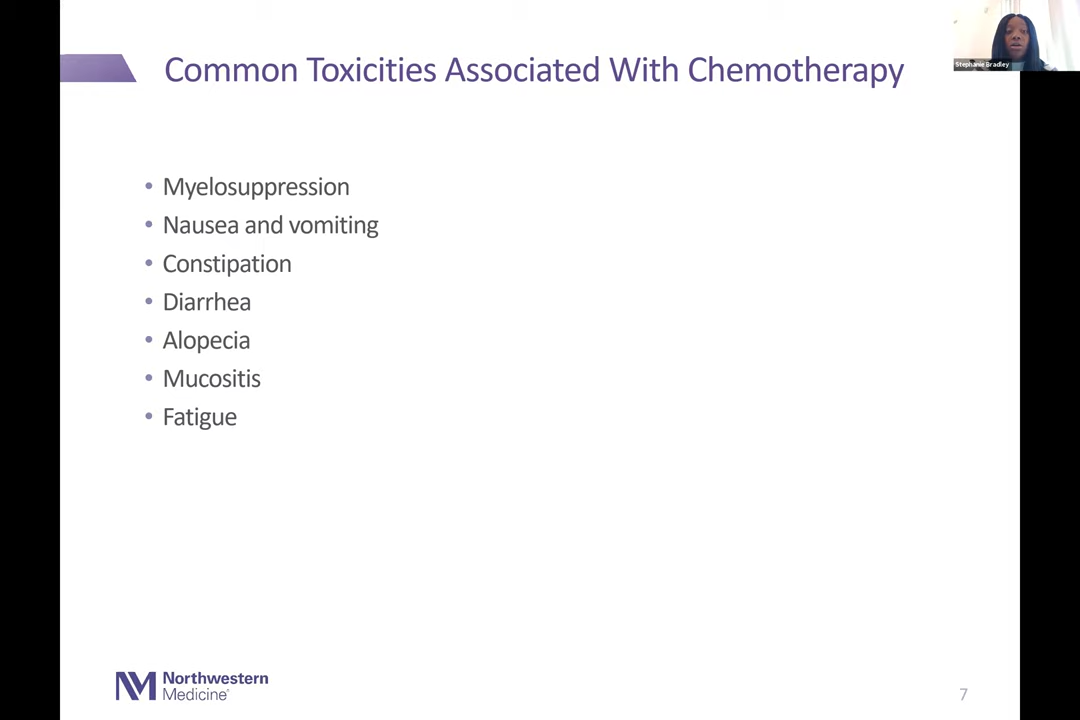 Common Toxicities Associated With Chemotherapy
Stephanie Bradley
• Myelosuppression
• Nausea and vomiting
• Constipation
• Diarrhea
• Alopecia
• Mucositis
• Fatigue
Northwestern
Medicine®
7